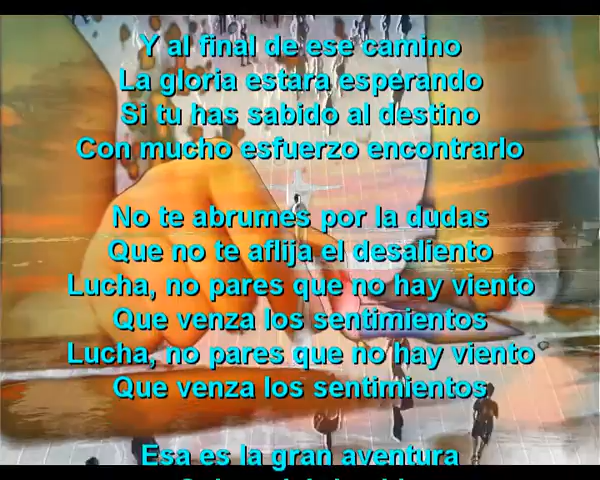 Y al final de ese camino
La gloria estara esperando
Si tu has sabido al destino
Con mucho esfuerzo encontrarlo
No te abrumes por la dudas
Que no te aflija el desaliento
Lucha, no pares que no hay viento
Que venza los sentimientos
Lucha, no pares que no hay viento
Que venza los sentimientos
Esa es la gran aventura